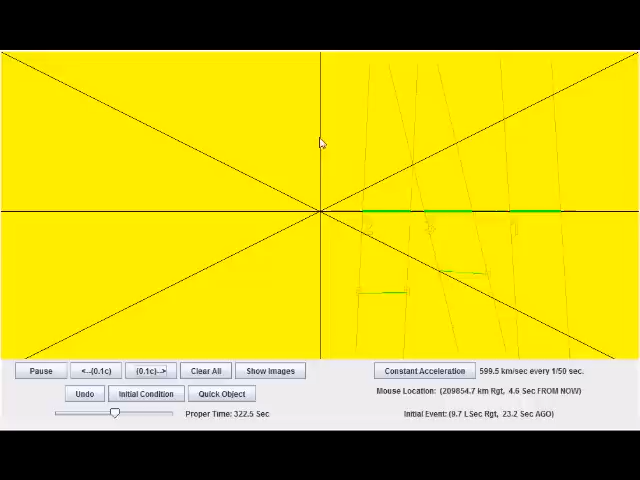 Pause <--(0.1c) (0.1c)--> Clear All Show Images Constant Acceleration 599.5 km/sec every 1/50 sec.
Undo Initial Condition Quick Object Mouse Location: (209854.7 km Rgt, 4.6 Sec FROM NOW)
Proper Time: 322.5 Sec Initial Event: (9.7 LSec Rgt, 23.2 Sec AGO)